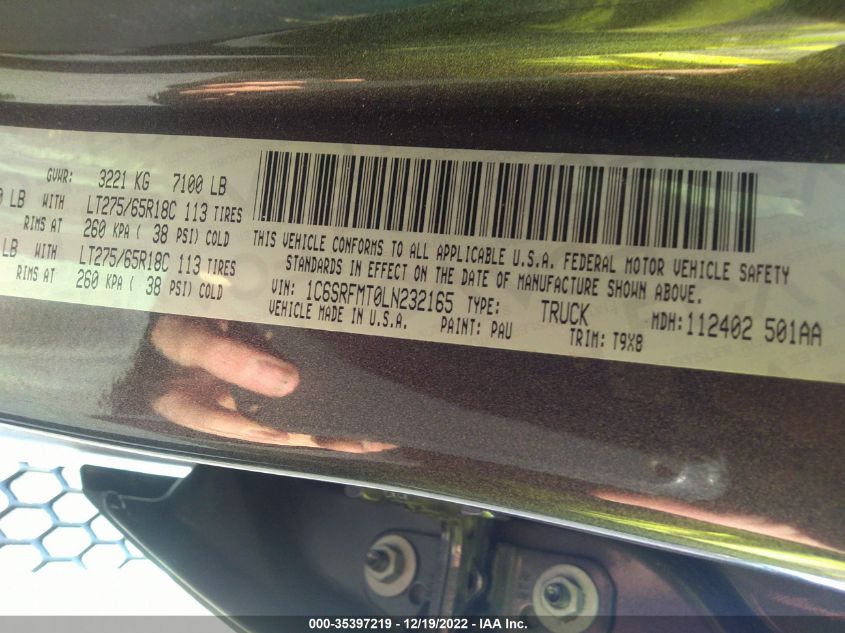 GVWR: 3221 KG 7100 LB
LB WITH LT275/65R18C 113 TIRES
RIMS AT 260 KPA ( 38 PSI) COLD
LB WITH LT275/65R18C 113 TIRES
RIMS AT 260 KPA ( 38 PSI) COLD
THIS VEHICLE CONFORMS TO ALL APPLICABLE U.S.A. FEDERAL MOTOR VEHICLE SAFETY
STANDARDS IN EFFECT ON THE DATE OF MANUFACTURE SHOWN ABOVE.
VIN: 1C6SRFMT0LN232165 TYPE: TRUCK MDH:112402 501AA
VEHICLE MADE IN U.S.A. PAINT: PAU TRIM: T9X8
000-35397219 - 12/19/2022 - IAA Inc.